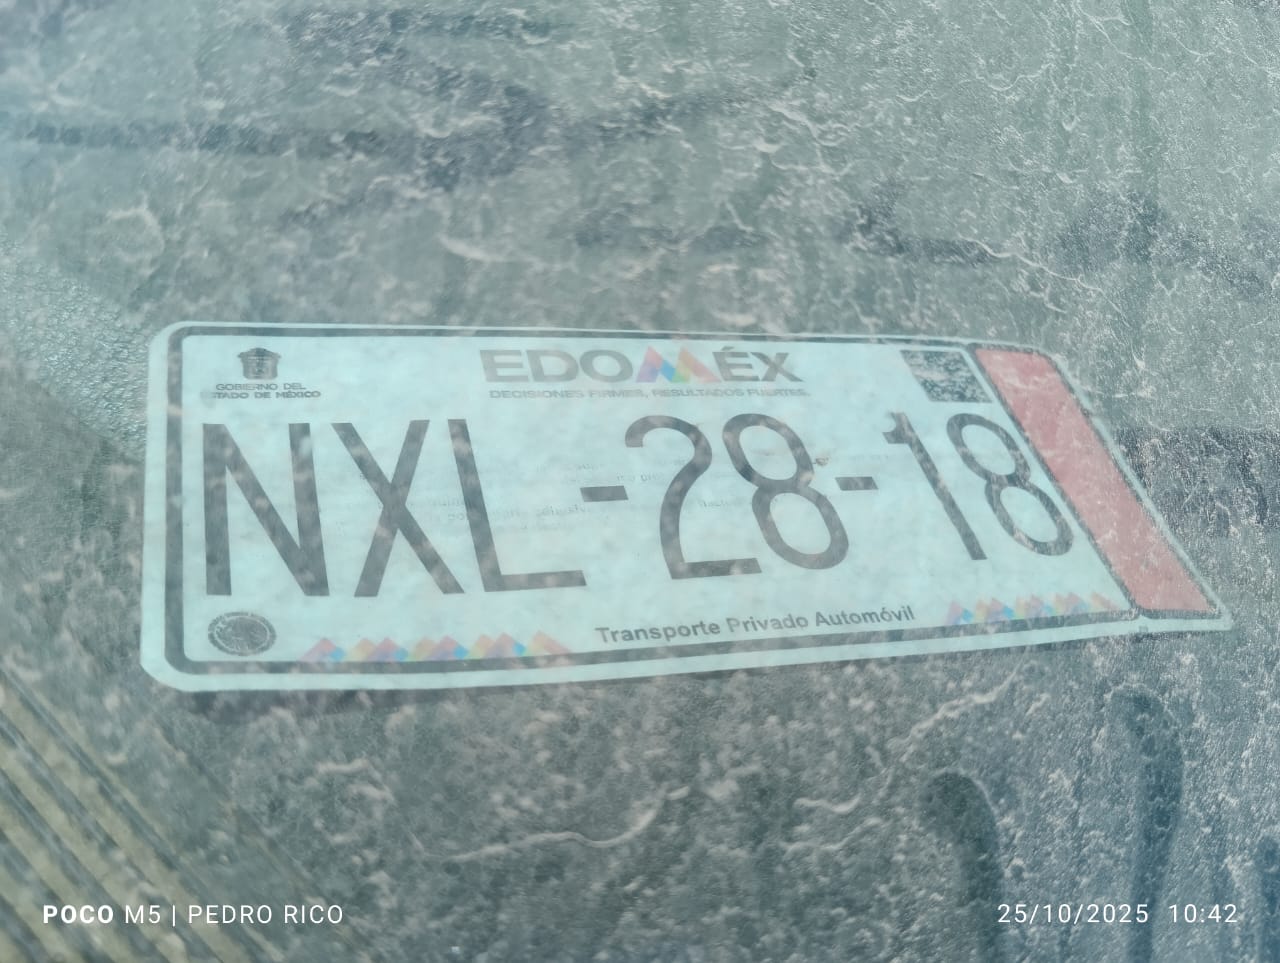 GOBIERNO DEL
ESTADO DE MÉXICO
EDOMÉX
DECISIONES FIRMES, RESULTADOS FUERTES.
NXL-28-18
Transporte Privado Automóvil
POCO M5 | PEDRO RICO
25/10/2025 10:42